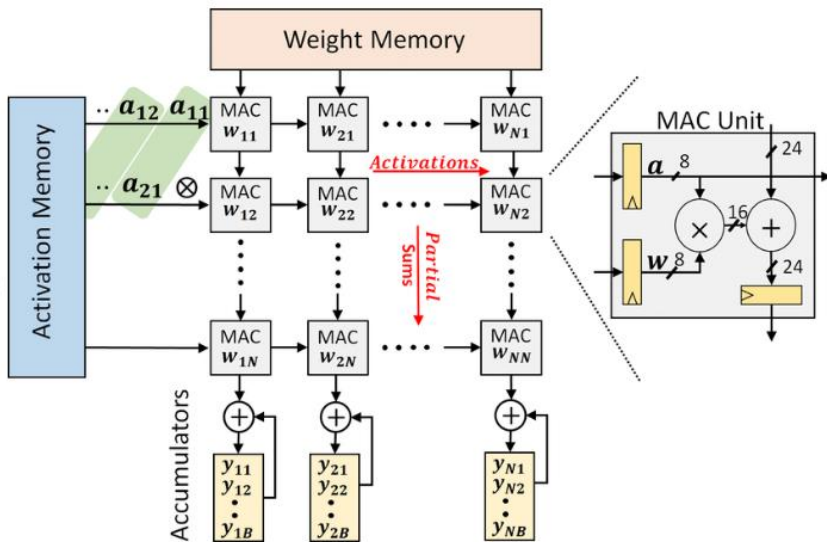 Weight Memory
Activation Memory
.. a12 a11
.. a21 ⊗
MAC w11
MAC w21
MAC wN1
MAC w12
MAC w22
MAC wN2
MAC w1N
MAC w2N
MAC wNN
Activations
Partial
Sums
Accumulators
+
+
+
y11
y12
y1B
y21
y22
y2B
yN1
yN2
yNB
MAC Unit
24
a 8
×
16
+
w 8
24